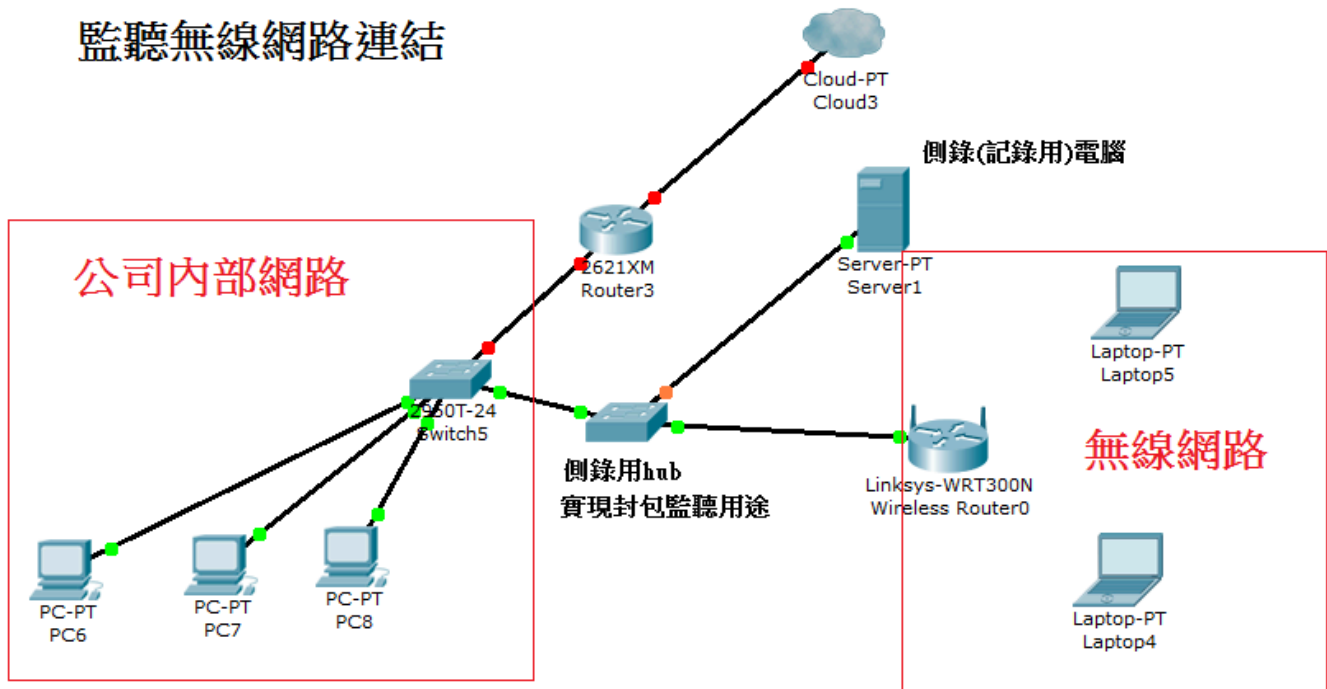 監聽無線網路連結
Cloud-PT
Cloud3
側錄(記錄用)電腦
2621XM
Router3
Server-PT
Server1
公司內部網路
Laptop-PT
Laptop5
2950T-24
Switch5
無線網路
側錄用hub
實現封包監聽用途
Linksys-WRT300N
Wireless Router0
PC-PT
PC6
PC-PT
PC7
PC-PT
PC8
Laptop-PT
Laptop4